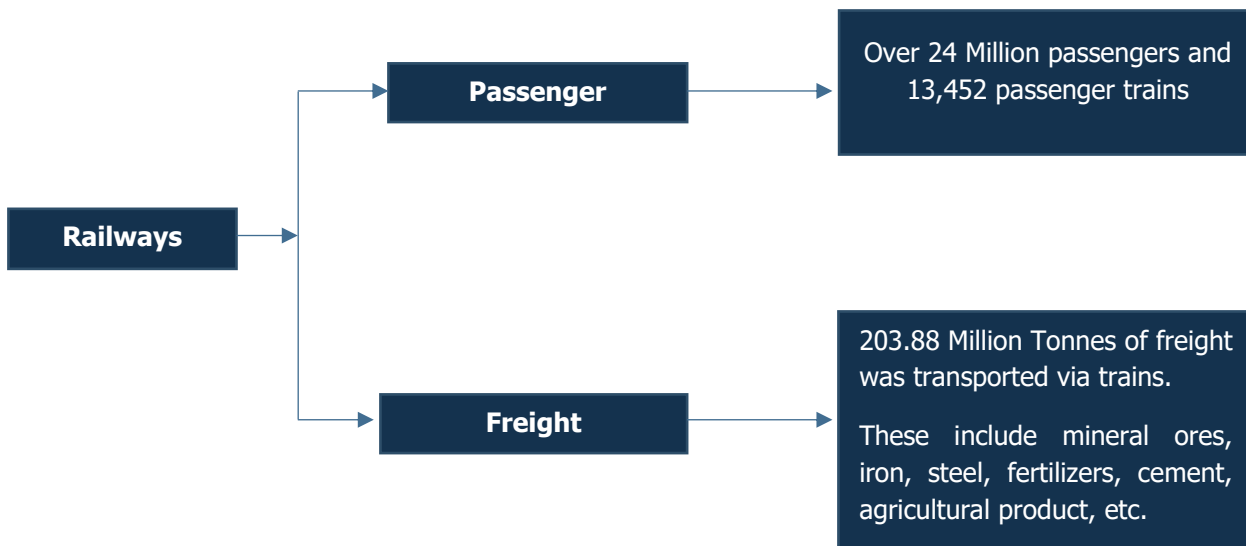 Railways
Passenger
Over 24 Million passengers and
13,452 passenger trains
Freight
203.88 Million Tonnes of freight
was transported via trains.
These include mineral ores,
iron, steel, fertilizers, cement,
agricultural product, etc.